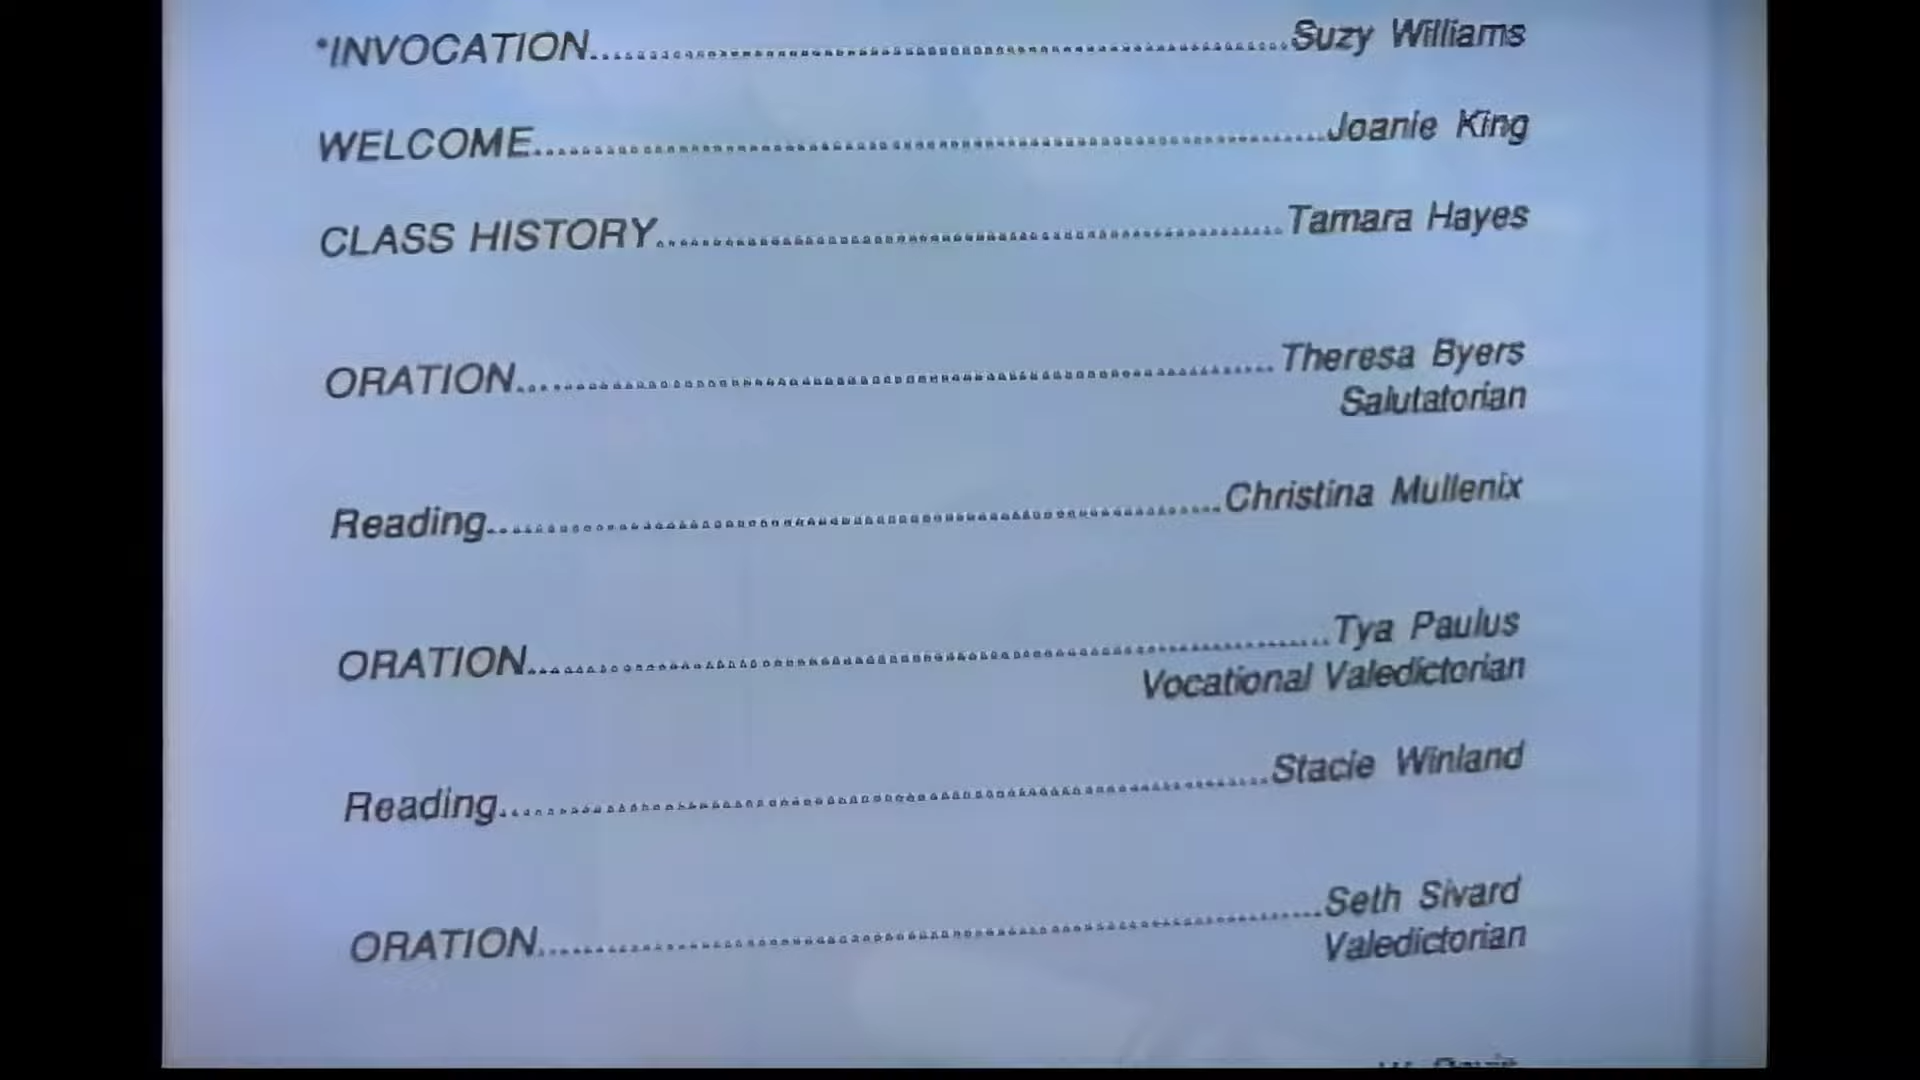 *INVOCATION..........Suzy Williams
WELCOME..........Joanie King
CLASS HISTORY..........Tamara Hayes
ORATION..........Theresa Byers
Salutatorian
Reading..........Christina Mullenix
ORATION..........Tya Paulus
Vocational Valedictorian
Reading..........Stacie Winland
ORATION..........Seth Sivard
Valedictorian